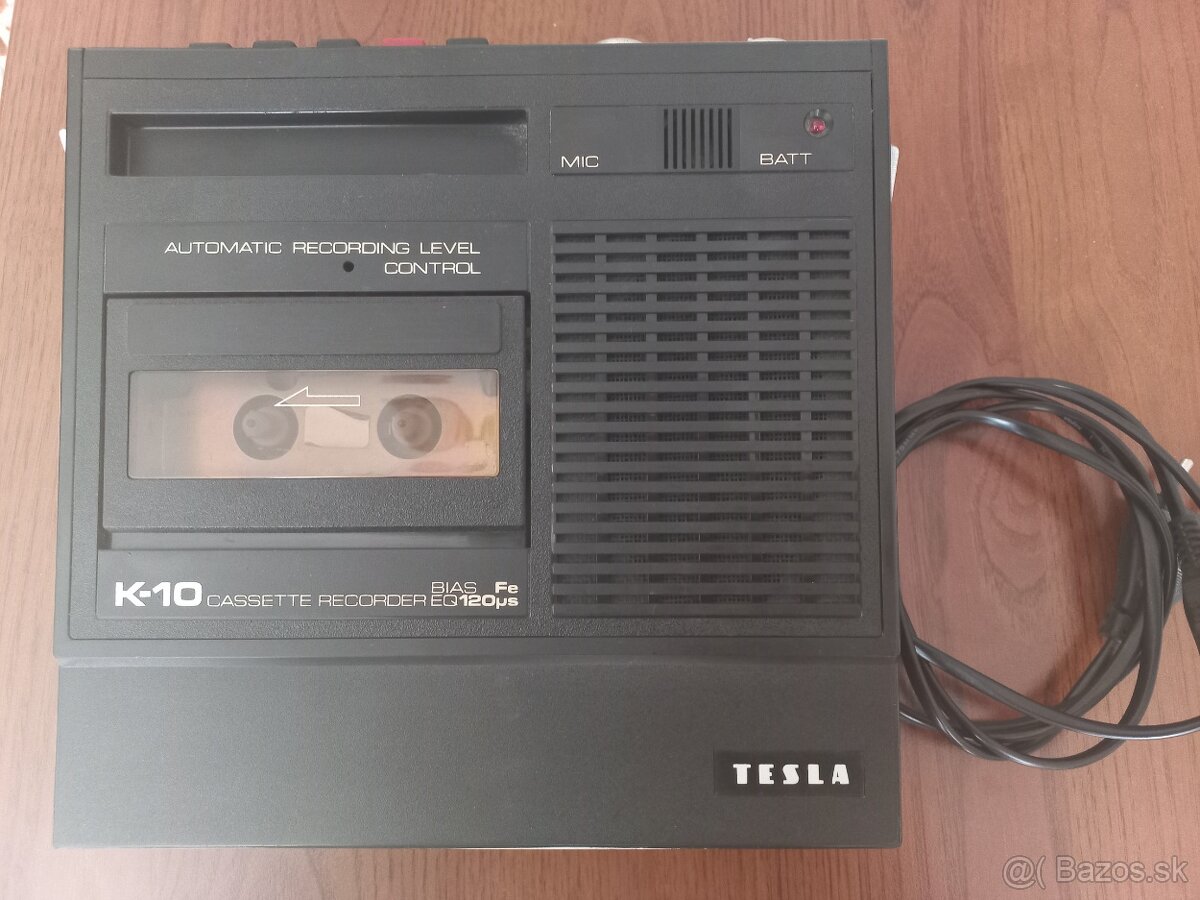 MIC
BATT
AUTOMATIC RECORDING LEVEL
CONTROL
K-10 CASSETTE RECORDER BIAS Fe
EQ 120µs
TESLA
@( Bazos.sk